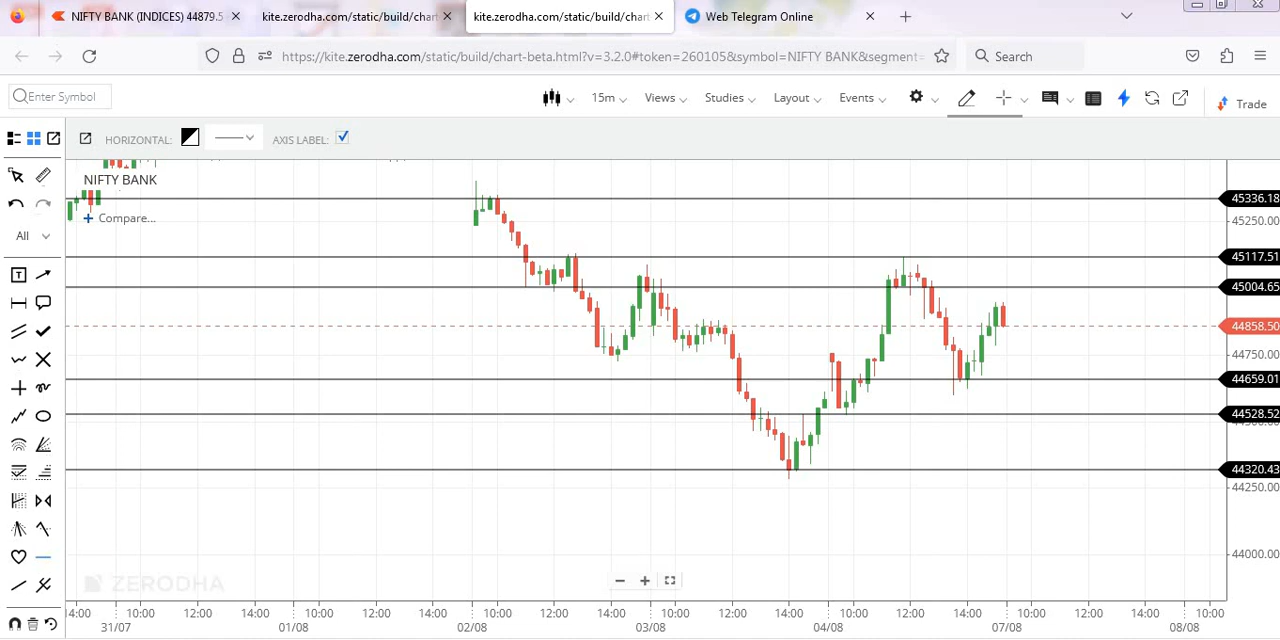 NIFTY BANK (INDICES) 44879.5
kite.zerodha.com/static/build/chart
kite.zerodha.com/static/build/chart
Web Telegram Online
https://kite.zerodha.com/static/build/chart-beta.html?v=3.2.0#token=260105&symbol=NIFTY BANK&segment=
Search
Enter Symbol
15m
Views
Studies
Layout
Events
Trade
HORIZONTAL:
AXIS LABEL:
NIFTY BANK
Compare...
All
45336.18
45250.00
45117.51
45004.65
44858.50
44750.00
44659.01
44528.52
44320.43
44250.00
44000.00
ZERODHA
14:00 10:00 12:00 14:00 10:00 12:00 14:00 10:00 12:00 14:00 10:00 12:00 14:00 10:00 12:00 14:00 10:00 12:00 14:00 10:00
31/07 01/08 02/08 03/08 04/08 07/08 08/08